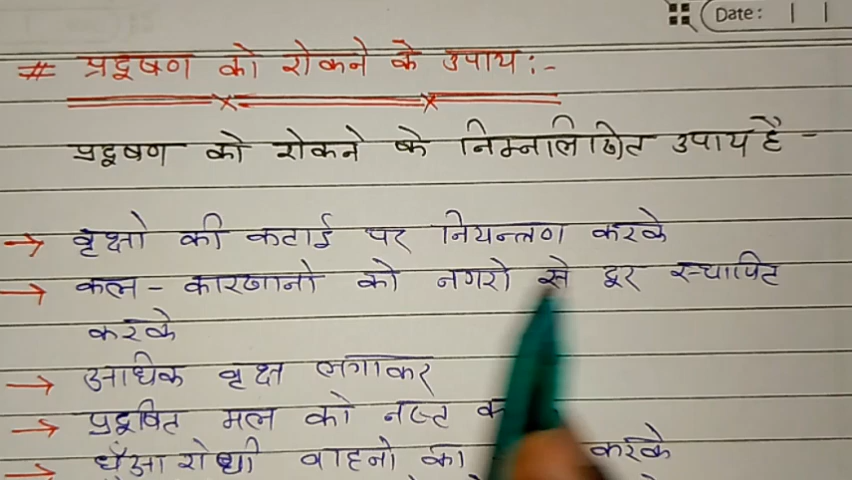 Date:
# प्रदूषण को रोकने के उपाय :-
प्रदूषण को रोकने के निम्नलिखित उपाय है -
→ वृक्षो की कटाई पर नियन्त्रण करके
→ कल - कारखानो को नगरो से दूर स्थापित
करके
→ अधिक वृक्ष लगाकर
→ प्रदूषित मल को नष्ट
→ धुँआ रोधी वाहनो का करके